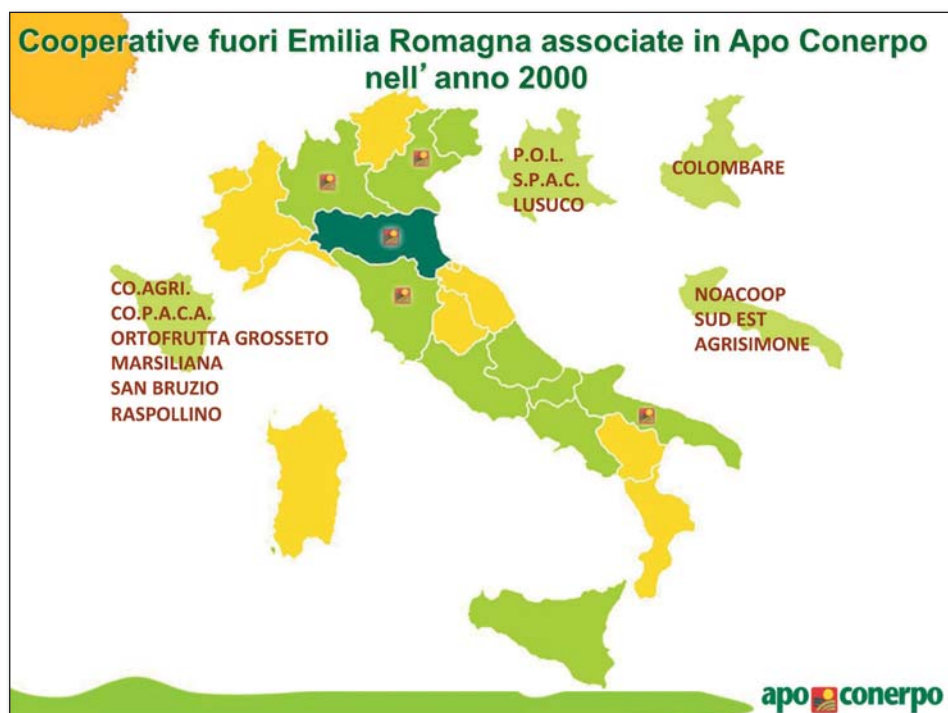 Cooperative fuori Emilia Romagna associate in Apo Conerpo
nell' anno 2000
P.O.L.
S.P.A.C.
LUSUCO
COLOMBARE
CO.AGRI.
CO.P.A.C.A.
ORTOFRUTTA GROSSETO
MARSILIANA
SAN BRUZIO
RASPOLLINO
NOACOOP
SUD EST
AGRISIMONE
apo conerpo